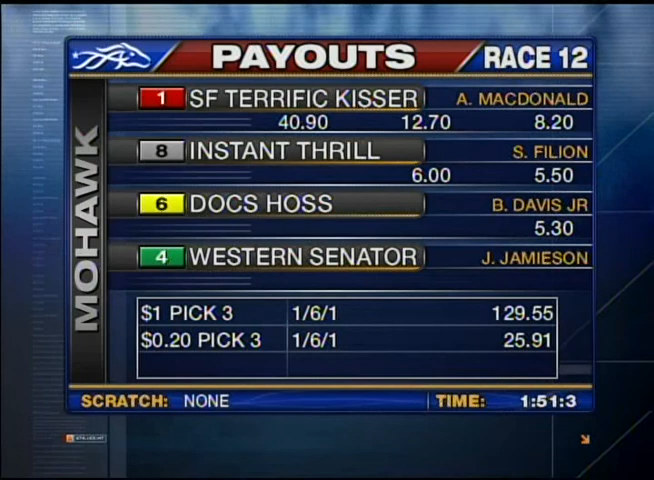 PAYOUTS RACE 12
MOHAWK
1 SF TERRIFIC KISSER A. MACDONALD
40.90 12.70 8.20
8 INSTANT THRILL S. FILION
6.00 5.50
6 DOCS HOSS B. DAVIS JR
5.30
4 WESTERN SENATOR J. JAMIESON
$1 PICK 3 1/6/1 129.55
$0.20 PICK 3 1/6/1 25.91
SCRATCH: NONE TIME: 1:51:3